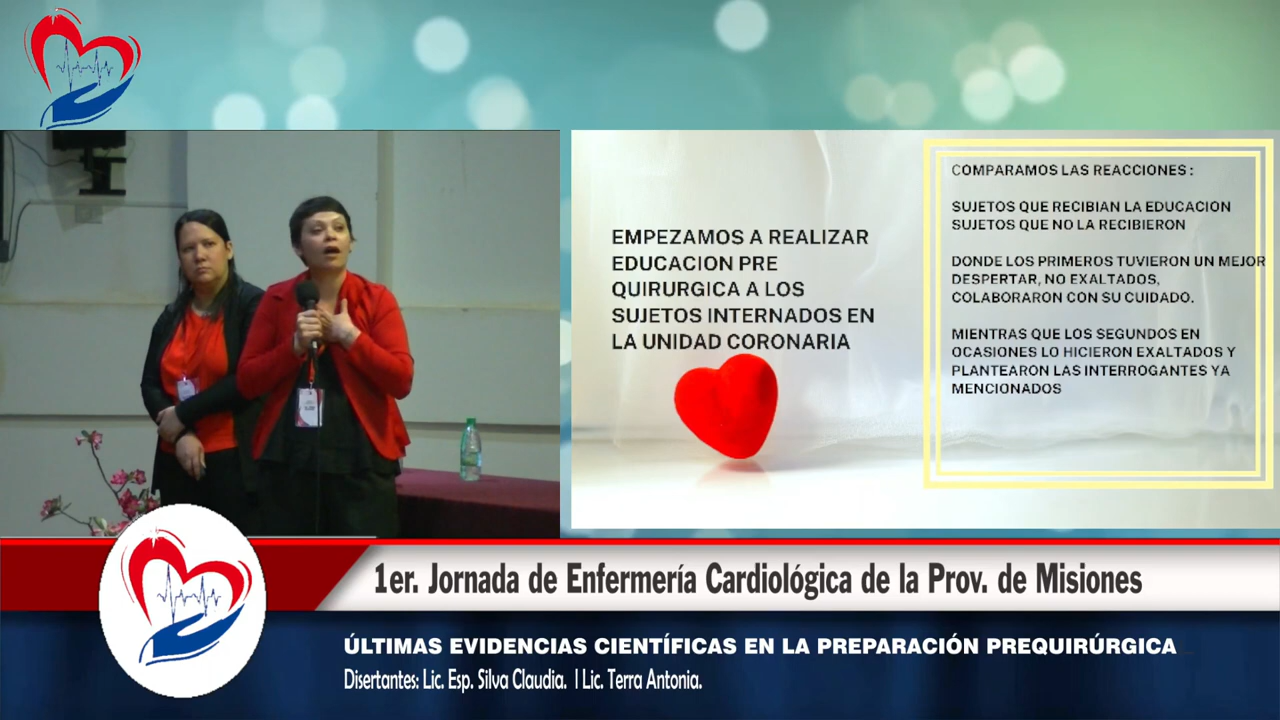 EMPEZAMOS A REALIZAR
EDUCACION PRE
QUIRURGICA A LOS
SUJETOS INTERNADOS EN
LA UNIDAD CORONARIA
COMPARAMOS LAS REACCIONES :
SUJETOS QUE RECIBIAN LA EDUCACION
SUJETOS QUE NO LA RECIBIERON
DONDE LOS PRIMEROS TUVIERON UN MEJOR
DESPERTAR, NO EXALTADOS,
COLABORARON CON SU CUIDADO.
MIENTRAS QUE LOS SEGUNDOS EN
OCASIONES LO HICIERON EXALTADOS Y
PLANTEARON LAS INTERROGANTES YA
MENCIONADOS
1er. Jornada de Enfermería Cardiológica de la Prov. de Misiones
ÚLTIMAS EVIDENCIAS CIENTÍFICAS EN LA PREPARACIÓN PREQUIRÚRGICA
Disertantes: Lic. Esp. Silva Claudia. I Lic. Terra Antonia.